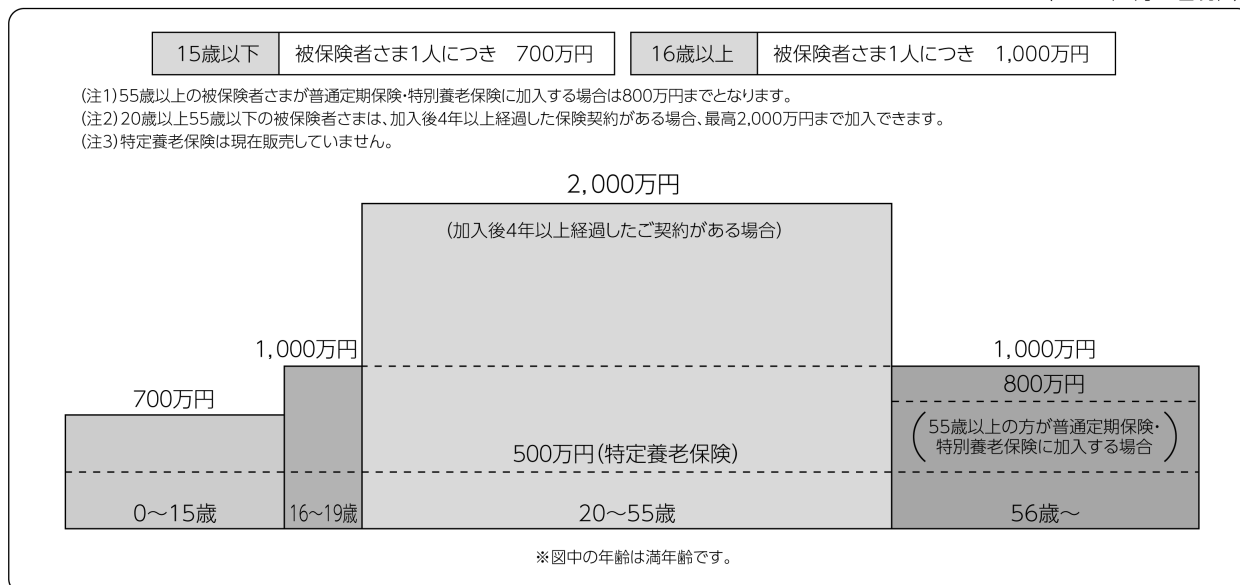 15歳以下 被保険者さま1人につき 700万円 16歳以上 被保険者さま1人につき 1,000万円
(注1)55歳以上の被保険者さまが普通定期保険・特別養老保険に加入する場合は800万円までとなります。
(注2)20歳以上55歳以下の被保険者さまは、加入後4年以上経過した保険契約がある場合、最高2,000万円まで加入できます。
(注3)特定養老保険は現在販売していません。
2,000万円
(加入後4年以上経過したご契約がある場合)
1,000万円
1,000万円
700万円
800万円
(55歳以上の方が普通定期保険・
特別養老保険に加入する場合)
500万円(特定養老保険)
0〜15歳 16〜19歳 20〜55歳 56歳〜
※図中の年齢は満年齢です。